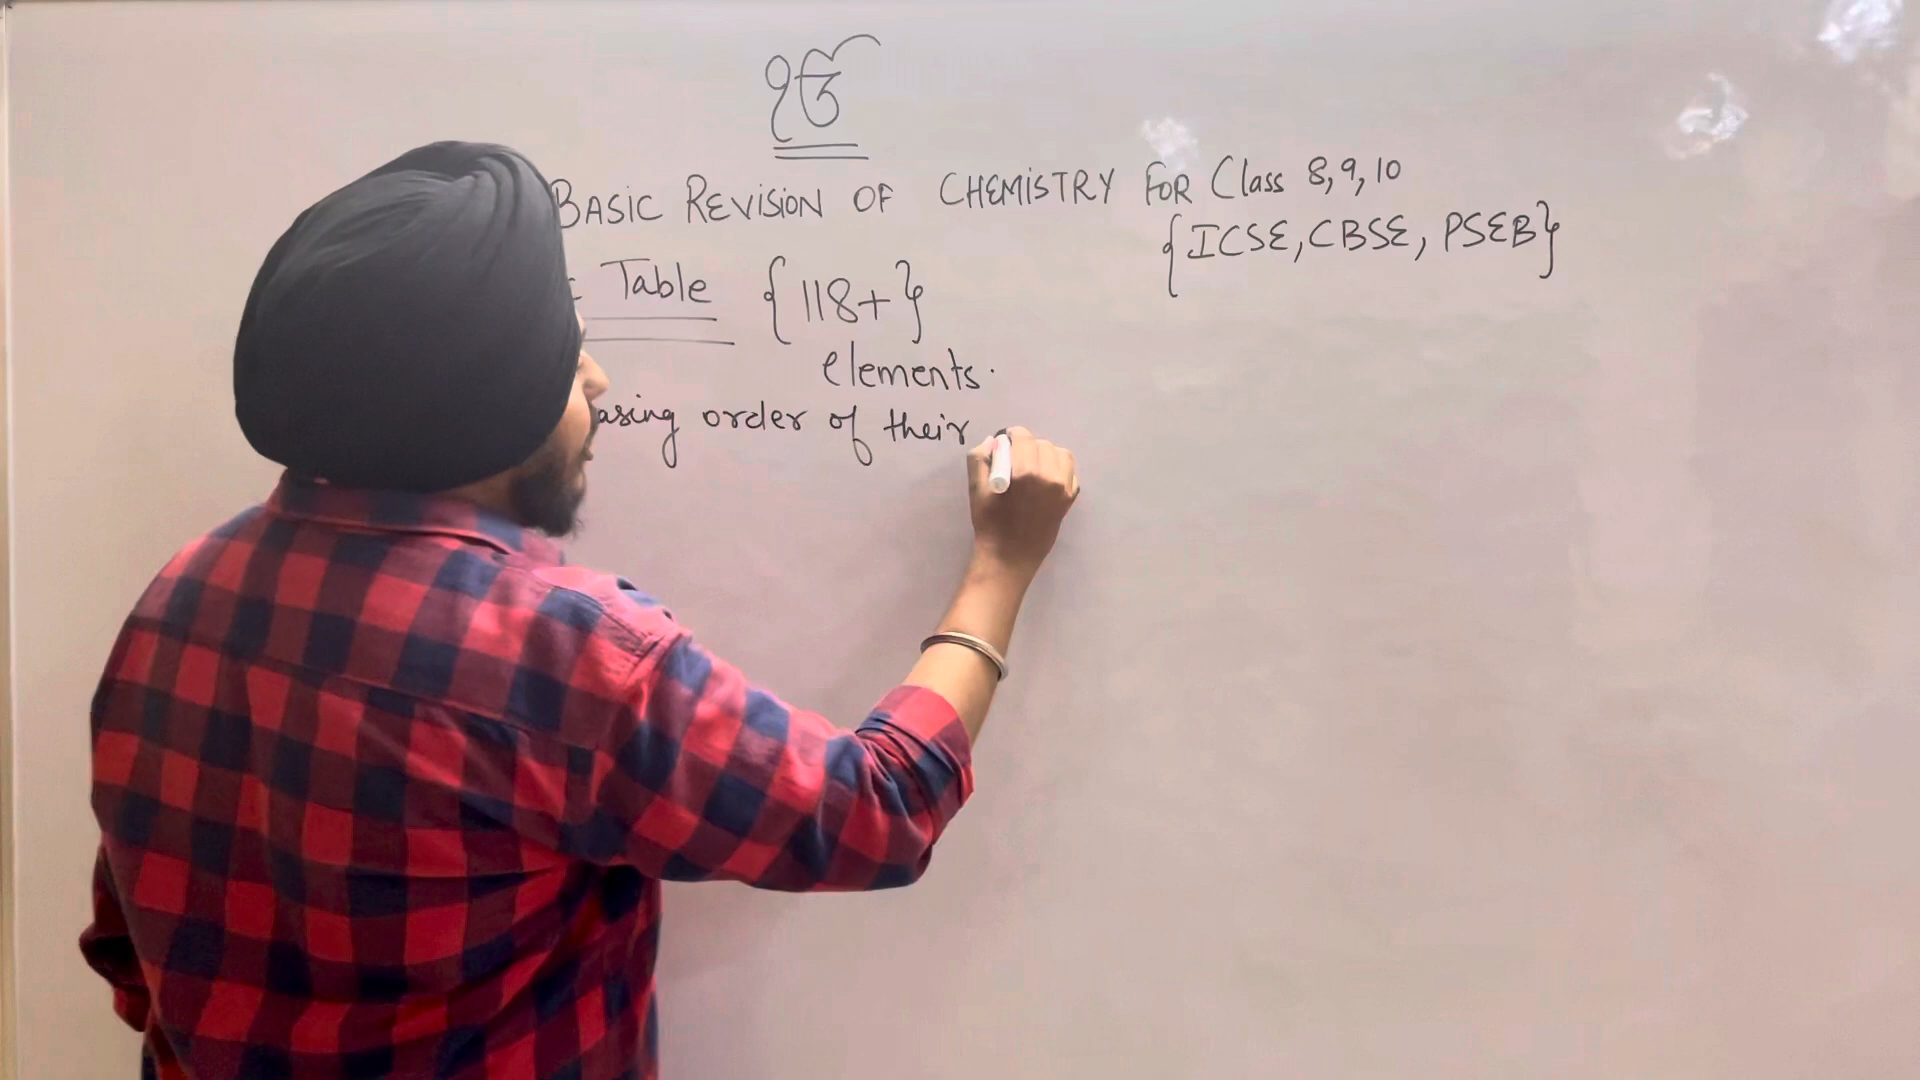 ੴ
BASIC REVISION OF CHEMISTRY FOR Class 8, 9, 10
{ICSE, CBSE, PSEB}
Table {118+}
elements.
asing order of their